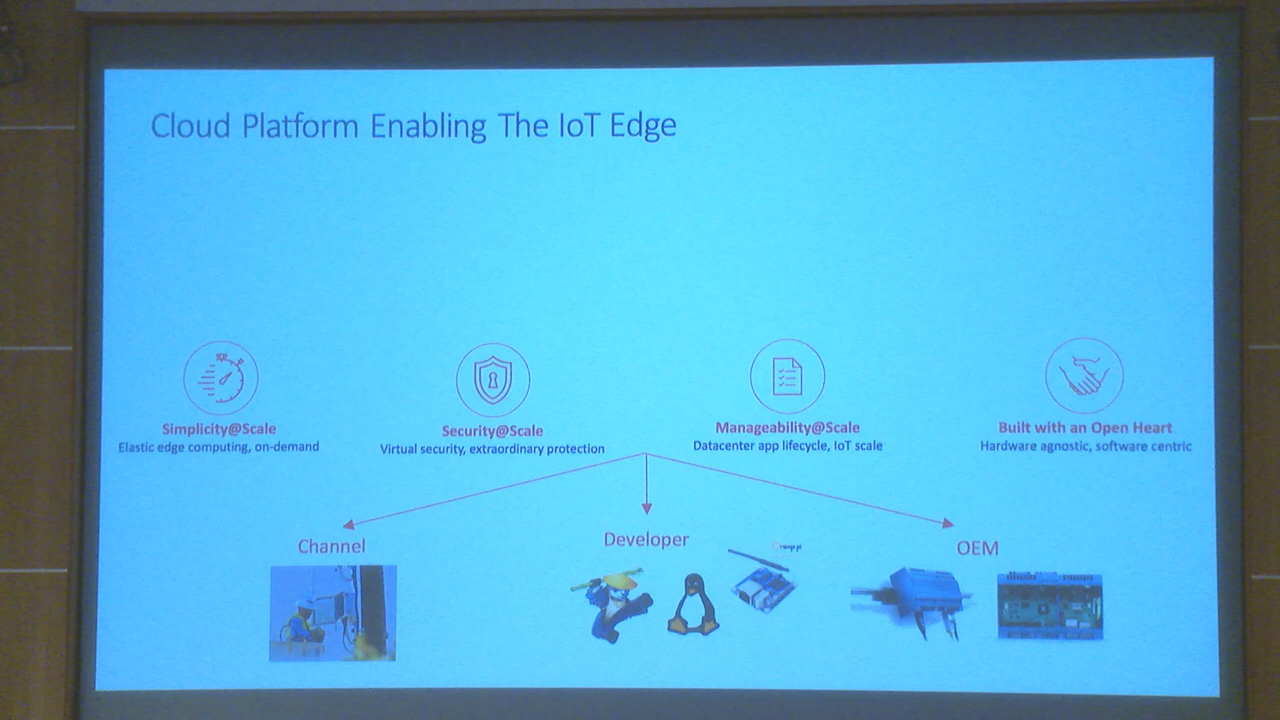 Cloud Platform Enabling The IoT Edge
Simplicity@Scale
Elastic edge computing, on-demand
Security@Scale
Virtual security, extraordinary protection
Manageability@Scale
Datacenter app lifecycle, IoT scale
Built with an Open Heart
Hardware agnostic, software centric
Channel
Developer
OEM